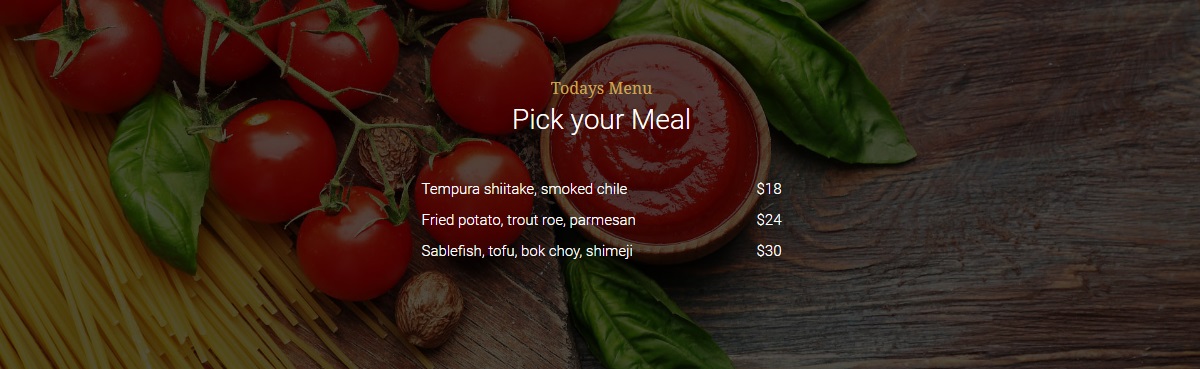 Todays Menu
Pick your Meal
Tempura shiitake, smoked chile $18
Fried potato, trout roe, parmesan $24
Sablefish, tofu, bok choy, shimeji $30